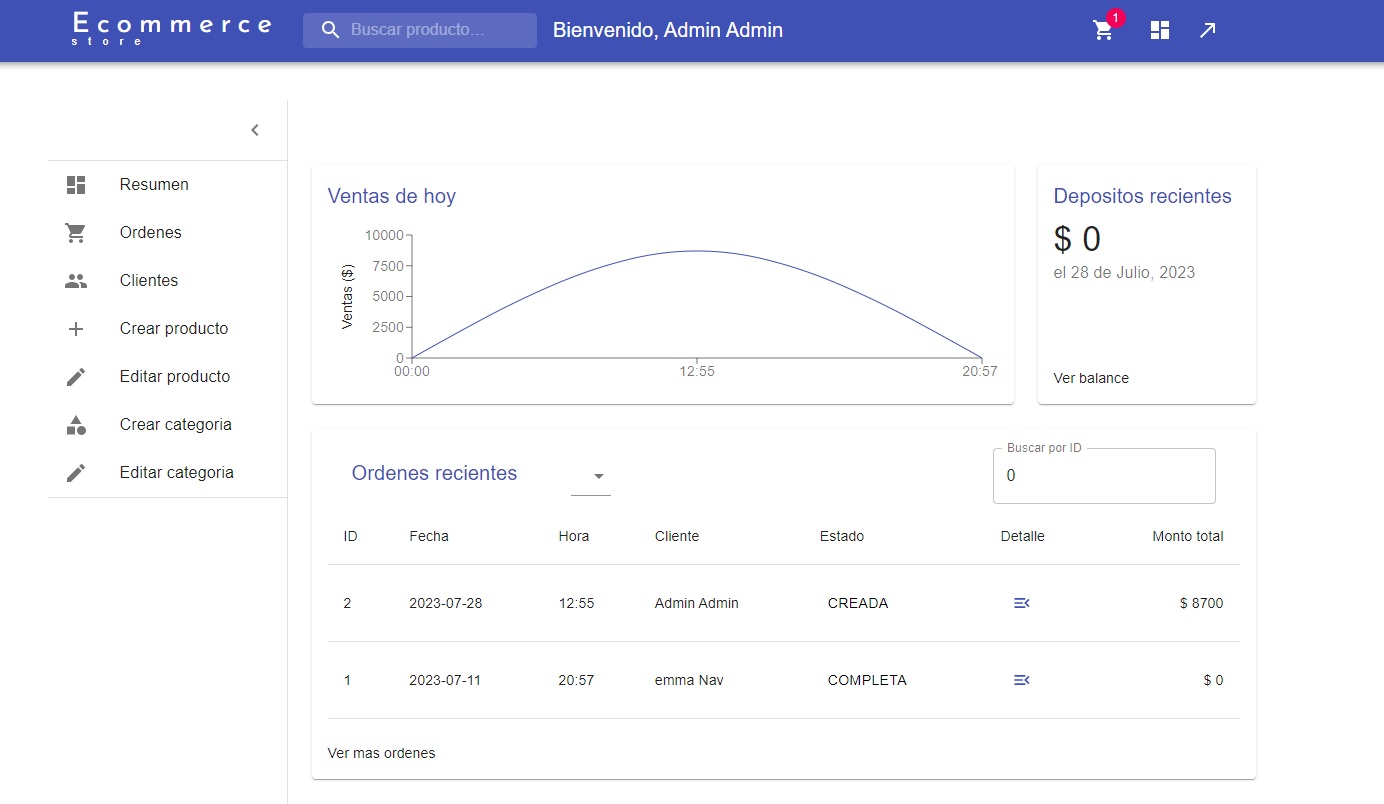 Ecommerce
store
Buscar producto...
Bienvenido, Admin Admin
1
Resumen
Ordenes
Clientes
Crear producto
Editar producto
Crear categoria
Editar categoria
Ventas de hoy
Ventas ($)
10000
7500
5000
2500
0
00:00 12:55 20:57
Depositos recientes
$ 0
el 28 de Julio, 2023
Ver balance
Ordenes recientes
Buscar por ID
0
ID Fecha Hora Cliente Estado Detalle Monto total
2 2023-07-28 12:55 Admin Admin CREADA $ 8700
1 2023-07-11 20:57 emma Nav COMPLETA $ 0
Ver mas ordenes